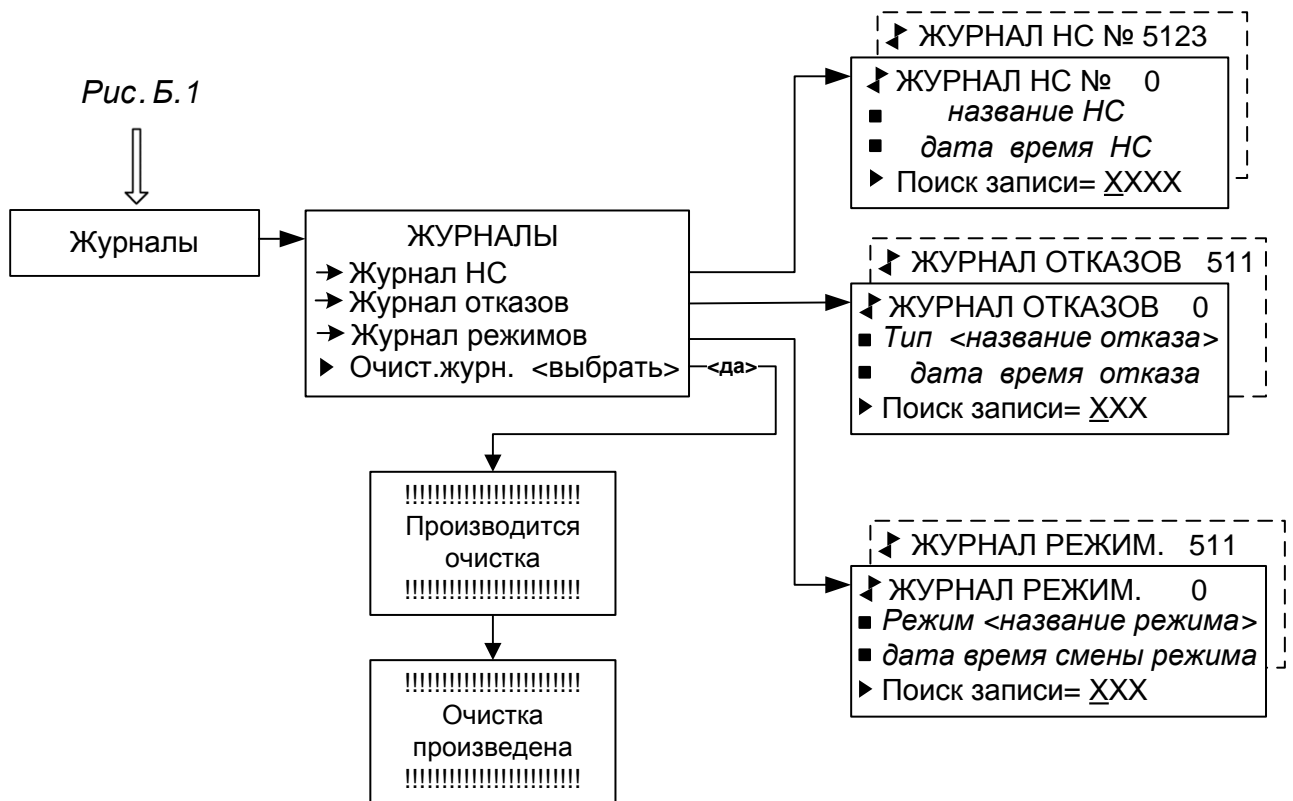 Рис. Б.1
Журналы
ЖУРНАЛЫ
Журнал НС
Журнал отказов
Журнал режимов
Очист.журн. <выбрать>
<да>
!!!!!!!!!!!!!!!!!!!!!!!!
Производится
очистка
!!!!!!!!!!!!!!!!!!!!!!!!
!!!!!!!!!!!!!!!!!!!!!!!!
Очистка
произведена
!!!!!!!!!!!!!!!!!!!!!!!!
ЖУРНАЛ НС № 5123
ЖУРНАЛ НС № 0
название НС
дата время НС
Поиск записи= XXXX
ЖУРНАЛ ОТКАЗОВ 511
ЖУРНАЛ ОТКАЗОВ 0
Тип <название отказа>
дата время отказа
Поиск записи= XXX
ЖУРНАЛ РЕЖИМ. 511
ЖУРНАЛ РЕЖИМ. 0
Режим <название режима>
дата время смены режима
Поиск записи= XXX